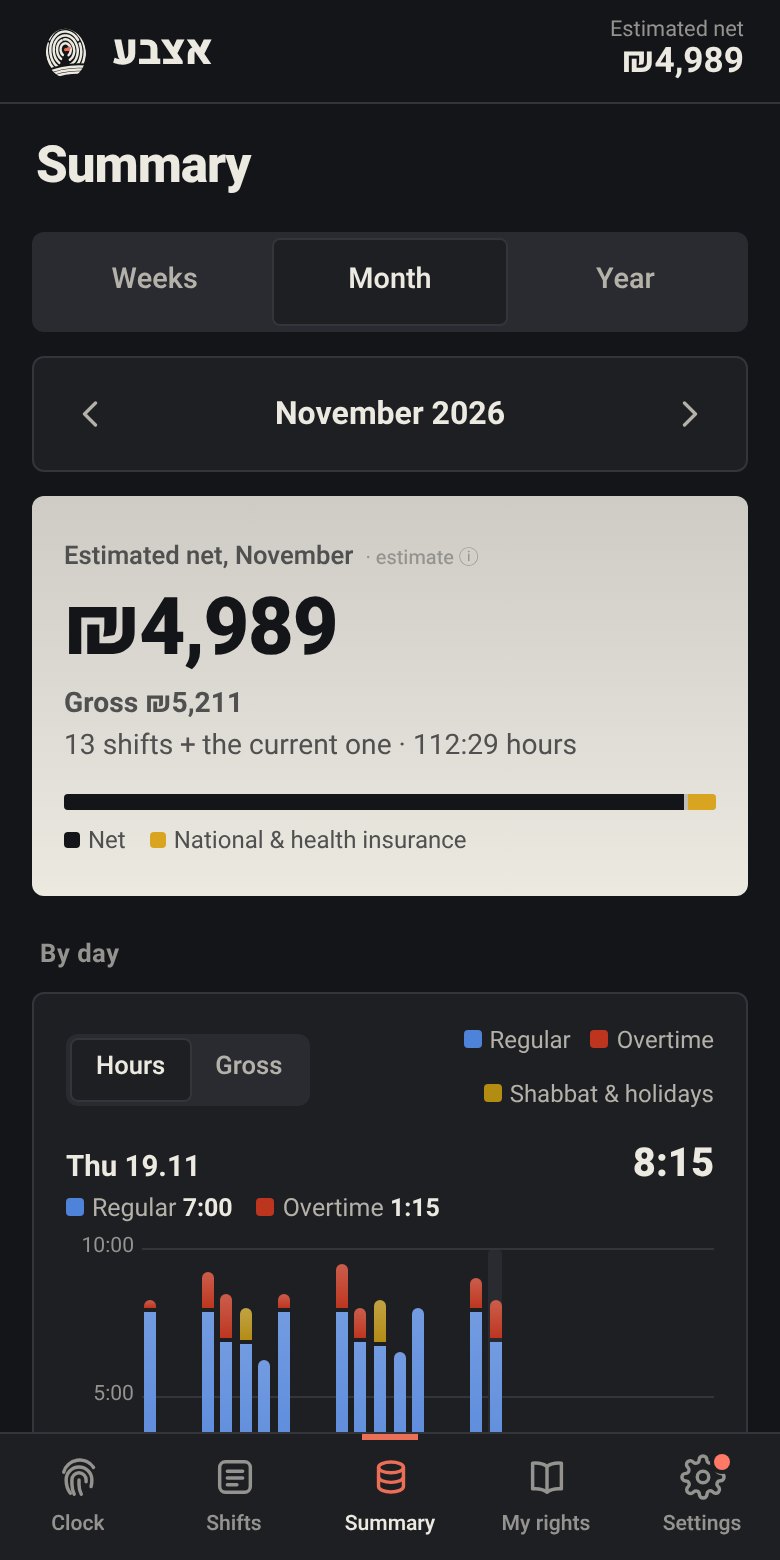 אצבע
Estimated net
₪4,989
Summary
Weeks Month Year
November 2026
Estimated net, November · estimate ⓘ
₪4,989
Gross ₪5,211
13 shifts + the current one · 112:29 hours
Net National & health insurance
By day
Hours Gross
Regular Overtime
Shabbat & holidays
Thu 19.11 8:15
Regular 7:00 Overtime 1:15
10:00
5:00
Clock Shifts Summary My rights Settings